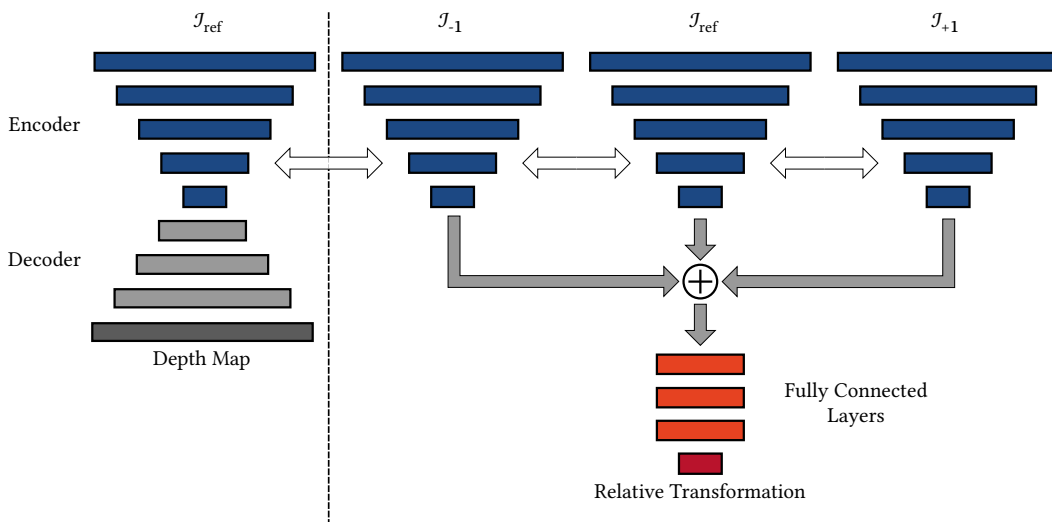 ℐref
ℐ-1
ℐref
ℐ+1
Encoder
Decoder
Depth Map
Fully Connected
Layers
Relative Transformation